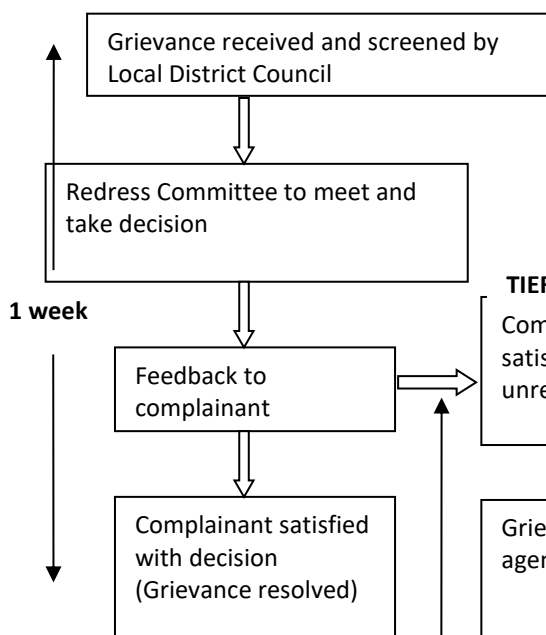 Grievance received and screened by
Local District Council
Redress Committee to meet and
take decision
1 week
Feedback to
complainant
Complainant satisfied
with decision
(Grievance resolved)